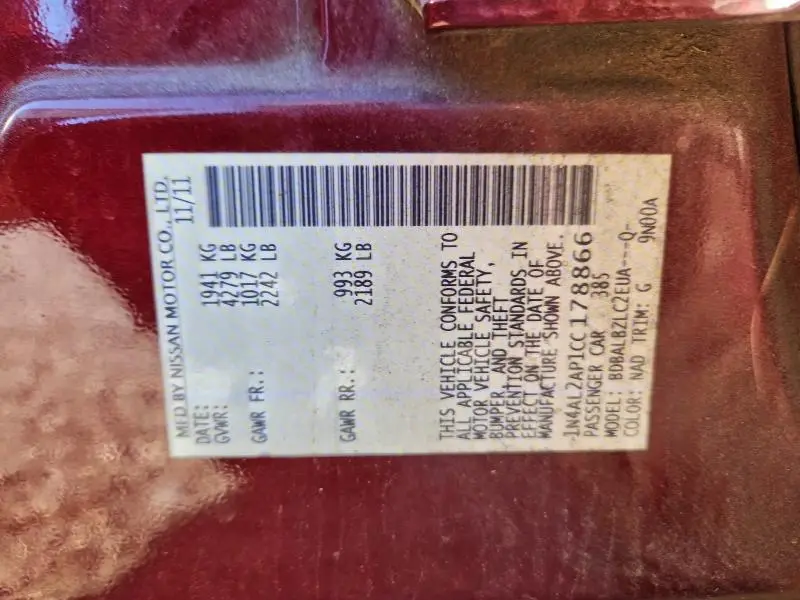 MFD BY NISSAN MOTOR CO., LTD.
DATE: 11/11
GVWR: 1941 KG
4279 LB
GAWR FR.: 1017 KG
2242 LB
GAWR RR.: 993 KG
2189 LB
THIS VEHICLE CONFORMS TO
ALL APPLICABLE FEDERAL
MOTOR VEHICLE SAFETY,
BUMPER, AND THEFT
PREVENTION STANDARDS IN
EFFECT ON THE DATE OF
MANUFACTURE SHOWN ABOVE.
1N4AL2AP1CC178866
PASSENGER CAR 385
MODEL: BDBALBZLC2EUA---Q-
COLOR: NAD TRIM: G 9N00A